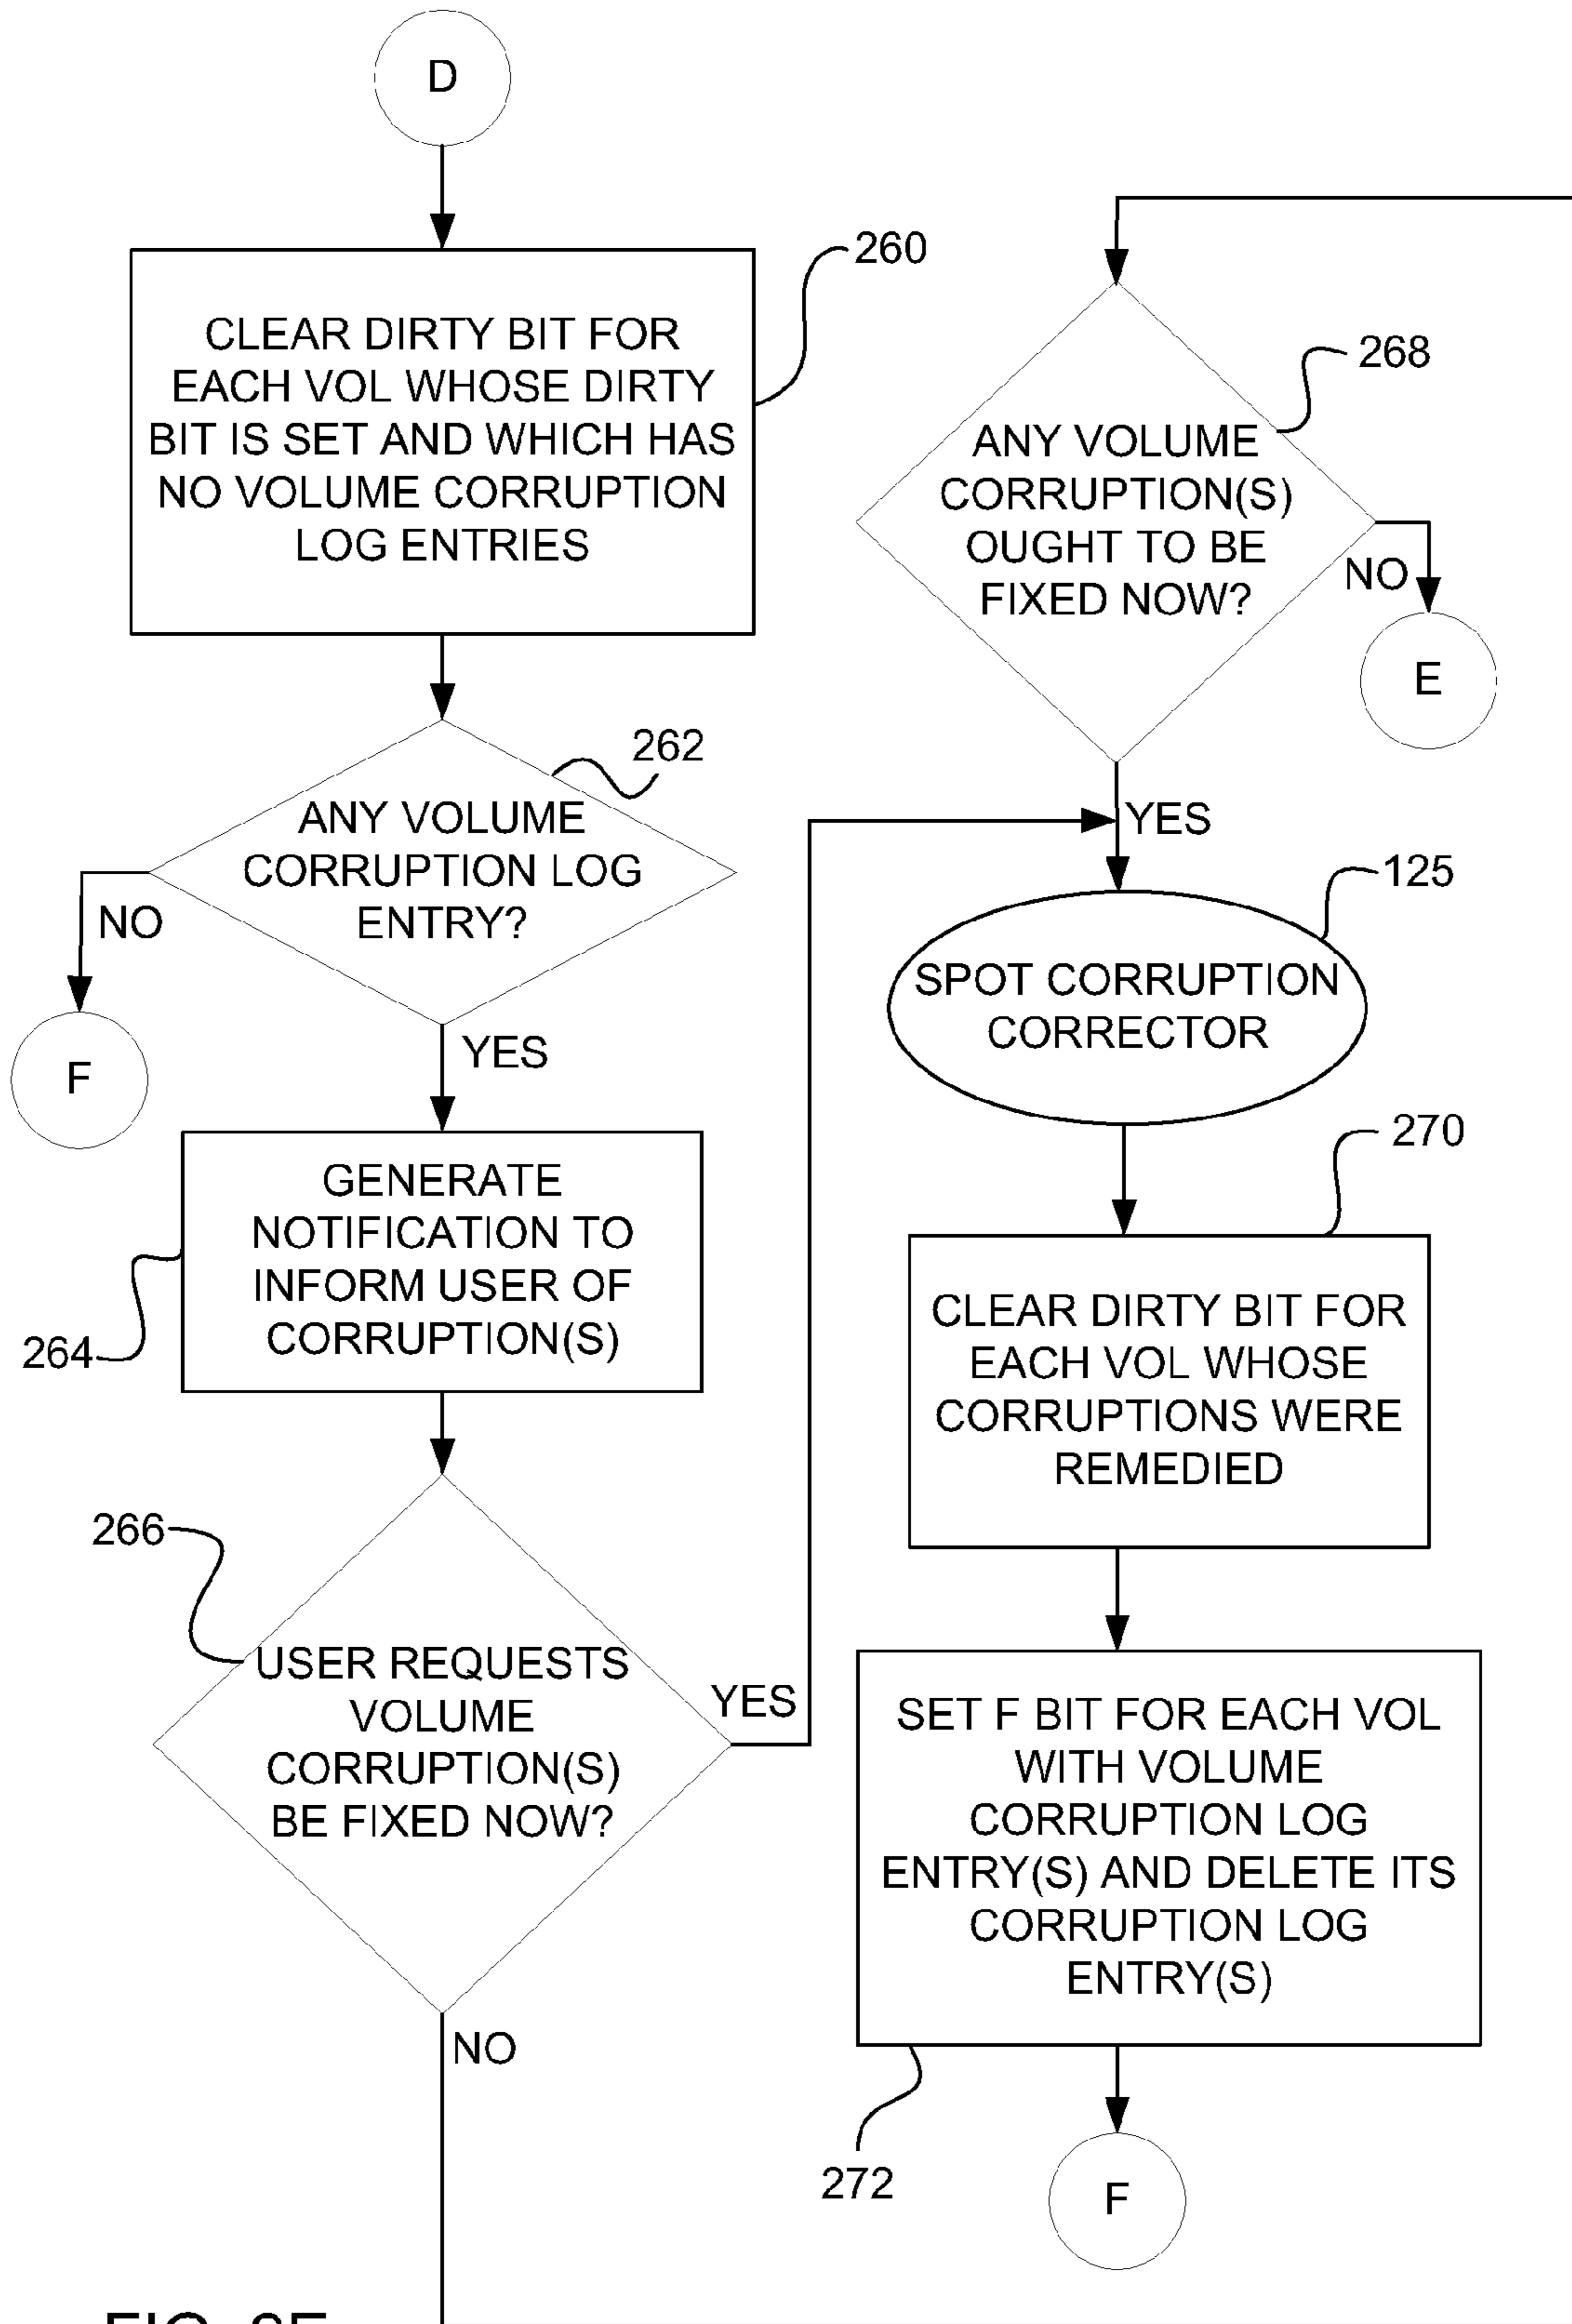 D
260
CLEAR DIRTY BIT FOR
EACH VOL WHOSE DIRTY
BIT IS SET AND WHICH HAS
NO VOLUME CORRUPTION
LOG ENTRIES
262
ANY VOLUME
CORRUPTION LOG
ENTRY?
NO
F
YES
GENERATE
NOTIFICATION TO
INFORM USER OF
CORRUPTION(S)
264
266
USER REQUESTS
VOLUME
CORRUPTION(S)
BE FIXED NOW?
YES
NO
268
ANY VOLUME
CORRUPTION(S)
OUGHT TO BE
FIXED NOW?
NO
E
YES
125
SPOT CORRUPTION
CORRECTOR
270
CLEAR DIRTY BIT FOR
EACH VOL WHOSE
CORRUPTIONS WERE
REMEDIED
SET F BIT FOR EACH VOL
WITH VOLUME
CORRUPTION LOG
ENTRY(S) AND DELETE ITS
CORRUPTION LOG
ENTRY(S)
272
F